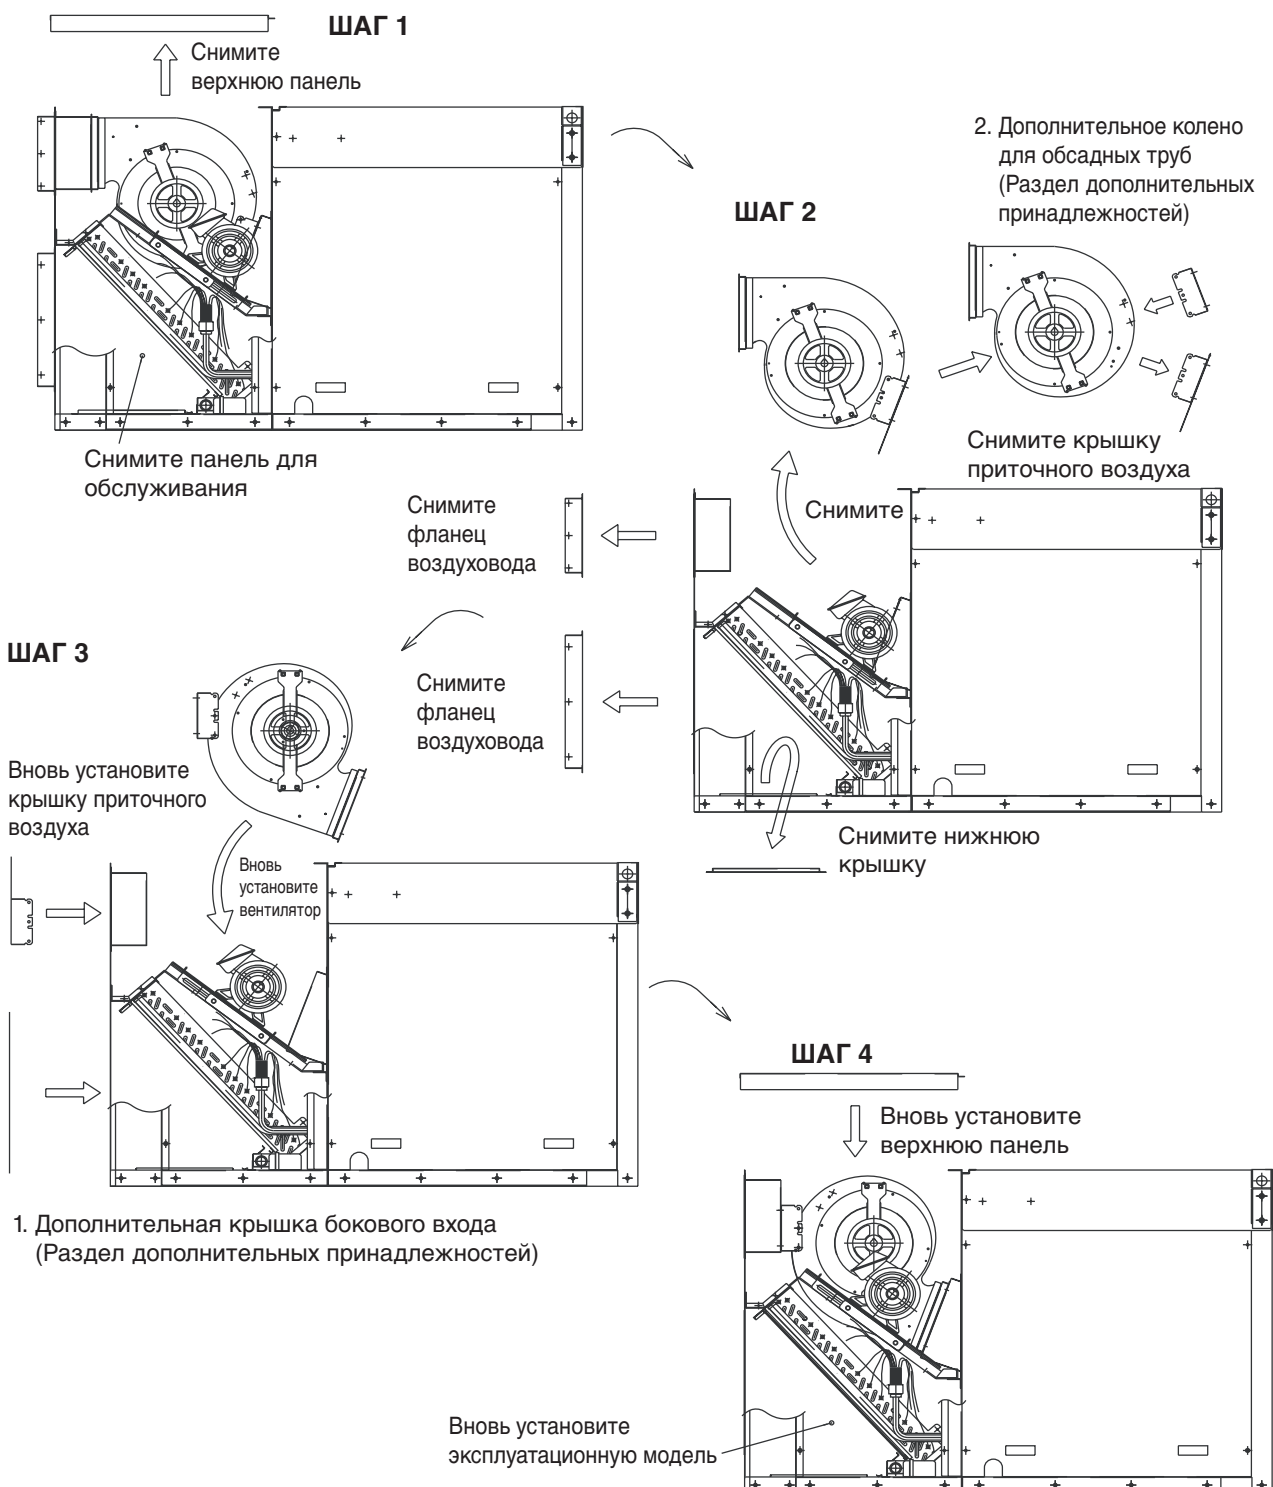 ШАГ 1
Снимите
верхнюю панель
Снимите панель для
обслуживания
2. Дополнительное колено
для обсадных труб
(Раздел дополнительных
принадлежностей)
ШАГ 2
Снимите крышку
приточного воздуха
Снимите
Снимите
фланец
воздуховода
Снимите
фланец
воздуховода
Снимите нижнюю
крышку
ШАГ 3
Вновь установите
крышку приточного
воздуха
Вновь
установите
вентилятор
1. Дополнительная крышка бокового входа
(Раздел дополнительных принадлежностей)
ШАГ 4
Вновь установите
верхнюю панель
Вновь установите
эксплуатационную модель